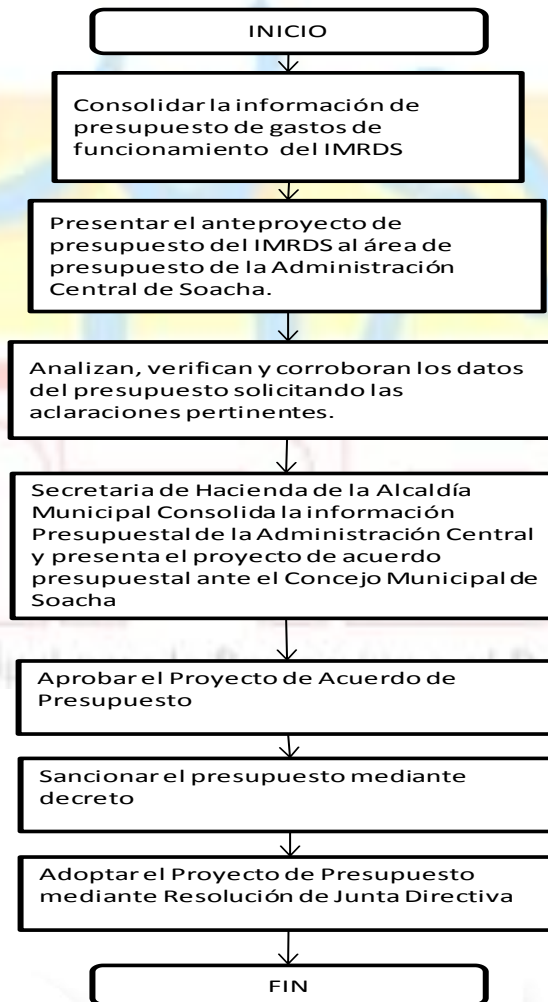 INICIO
Consolidar la información de
presupuesto de gastos de
funcionamiento del IMRDS
Presentar el anteproyecto de
presupuesto del IMRDS al área de
presupuesto de la Administración
Central de Soacha.
Analizan, verifican y corroboran los datos
del presupuesto solicitando las
aclaraciones pertinentes.
Secretaria de Hacienda de la Alcaldía
Municipal Consolida la información
Presupuestal de la Administración Central
y presenta el proyecto de acuerdo
presupuestal ante el Concejo Municipal de
Soacha
Aprobar el Proyecto de Acuerdo de
Presupuesto
Sancionar el presupuesto mediante
decreto
Adoptar el Proyecto de Presupuesto
mediante Resolución de Junta Directiva
FIN